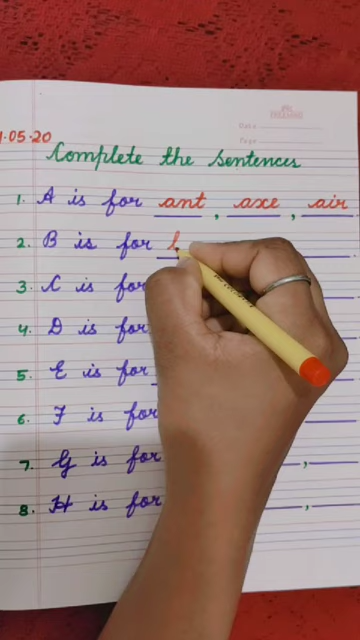 1.05.20
Date
Page
Complete the sentences
1. A is for ant, axe, air
2. B is for
3. C is for
4. D is for
5. E is for
6. F is for
7. G is for ,
8. H is for ,